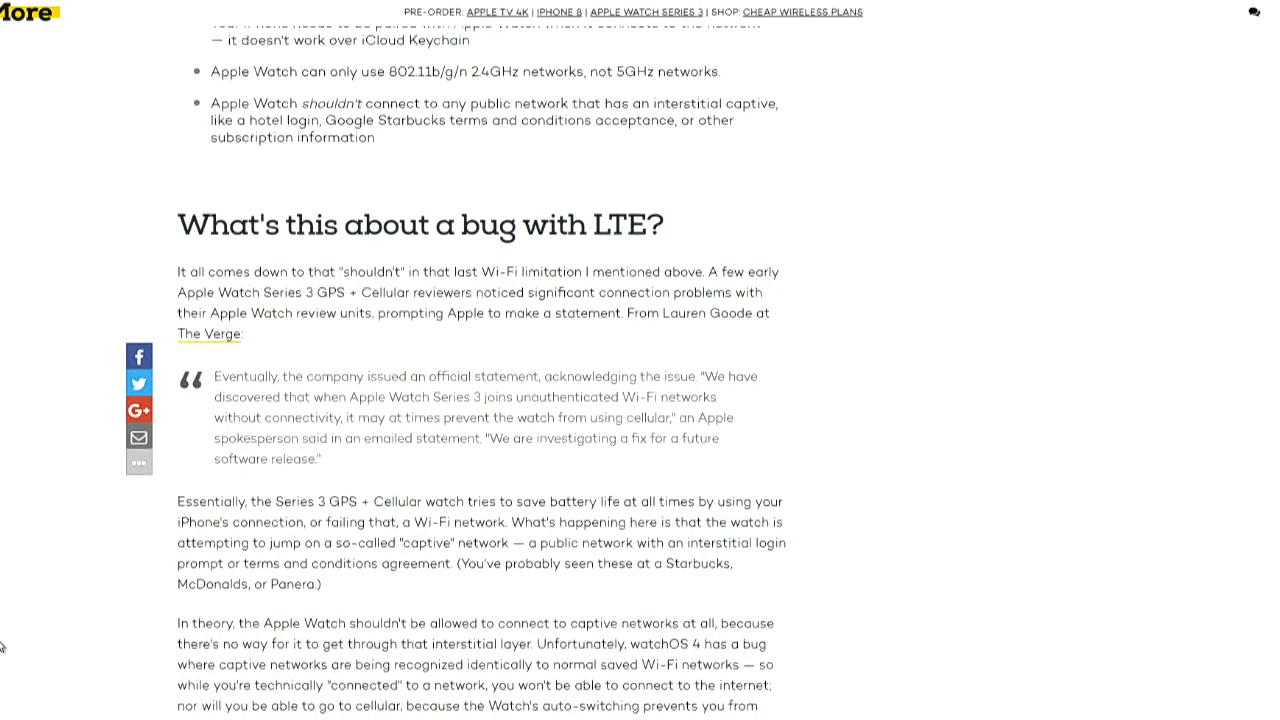 More
PRE-ORDER: APPLE TV 4K | IPHONE 8 | APPLE WATCH SERIES 3 | SHOP: CHEAP WIRELESS PLANS
— it doesn't work over iCloud Keychain
Apple Watch can only use 802.11b/g/n 2.4GHz networks, not 5GHz networks.
Apple Watch shouldn't connect to any public network that has an interstitial captive,
like a hotel login, Google Starbucks terms and conditions acceptance, or other
subscription information
What's this about a bug with LTE?
It all comes down to that "shouldn't" in that last Wi-Fi limitation I mentioned above. A few early
Apple Watch Series 3 GPS + Cellular reviewers noticed significant connection problems with
their Apple Watch review units, prompting Apple to make a statement. From Lauren Goode at
The Verge:
Eventually, the company issued an official statement, acknowledging the issue. "We have
discovered that when Apple Watch Series 3 joins unauthenticated Wi-Fi networks
without connectivity, it may at times prevent the watch from using cellular," an Apple
spokesperson said in an emailed statement. "We are investigating a fix for a future
software release."
Essentially, the Series 3 GPS + Cellular watch tries to save battery life at all times by using your
iPhone's connection, or failing that, a Wi-Fi network. What's happening here is that the watch is
attempting to jump on a so-called "captive" network — a public network with an interstitial login
prompt or terms and conditions agreement. (You've probably seen these at a Starbucks,
McDonalds, or Panera.)
In theory, the Apple Watch shouldn't be allowed to connect to captive networks at all, because
there's no way for it to get through that interstitial layer. Unfortunately, watchOS 4 has a bug
where captive networks are being recognized identically to normal saved Wi-Fi networks — so
while you're technically "connected" to a network, you won't be able to connect to the internet;
nor will you be able to go to cellular, because the Watch's auto-switching prevents you from